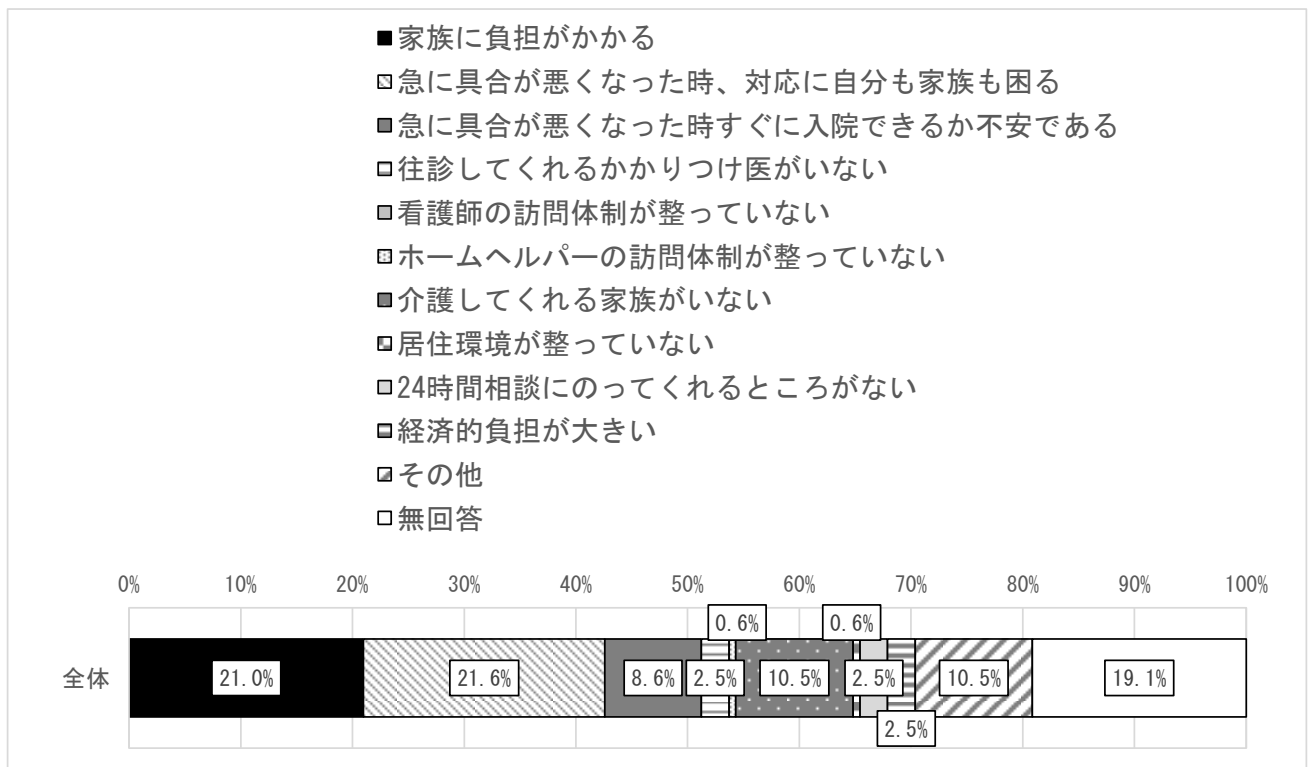 家族に負担がかかる
急に具合が悪くなった時、対応に自分も家族も困る
急に具合が悪くなった時すぐに入院できるか不安である
往診してくれるかかりつけ医がいない
看護師の訪問体制が整っていない
ホームヘルパーの訪問体制が整っていない
介護してくれる家族がいない
居住環境が整っていない
24時間相談にのってくれるところがない
経済的負担が大きい
その他
無回答
0% 10% 20% 30% 40% 50% 60% 70% 80% 90% 100%
0.6% 0.6%
全体 21.0% 21.6% 8.6% 2.5% 10.5% 2.5% 10.5% 19.1%
2.5%